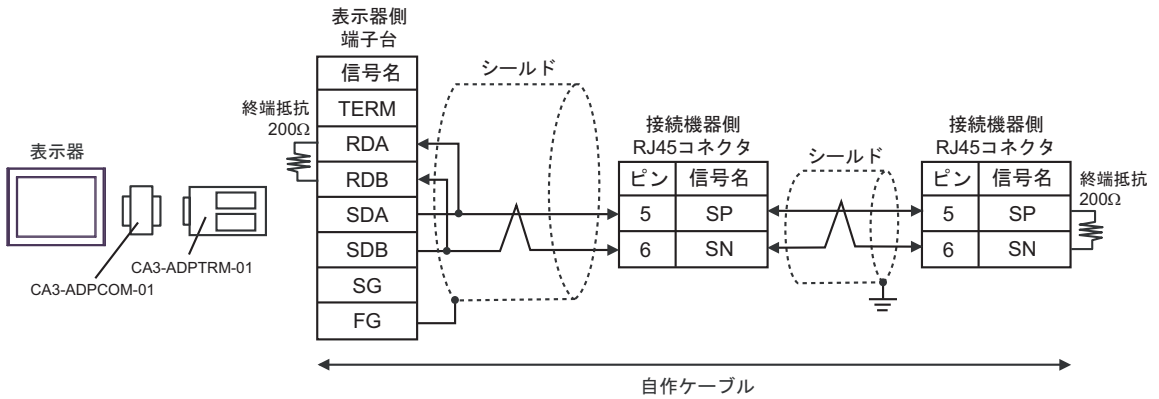 表示器
CA3-ADPCOM-01
CA3-ADPTRM-01
表示器側
端子台
信号名
TERM
RDA
RDB
SDA
SDB
SG
FG
終端抵抗
200Ω
シールド
接続機器側
RJ45コネクタ
ピン 信号名
5 SP
6 SN
シールド
接続機器側
RJ45コネクタ
ピン 信号名
5 SP
6 SN
終端抵抗
200Ω
自作ケーブル